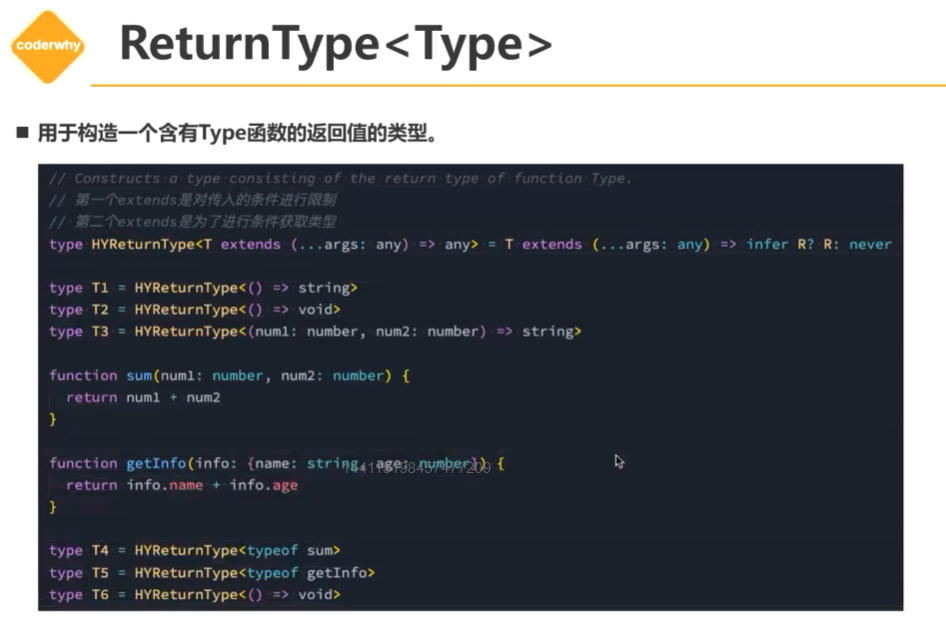 coderwhy
ReturnType<Type>
■ 用于构造一个含有Type函数的返回值的类型。
// Constructs a type consisting of the return type of function Type.
// 第一个extends是对传入的条件进行限制
// 第二个extends是为了进行条件获取类型
type HYReturnType<T extends (...args: any) => any> = T extends (...args: any) => infer R? R: never
type T1 = HYReturnType<() => string>
type T2 = HYReturnType<() => void>
type T3 = HYReturnType<(num1: number, num2: number) => string>
function sum(num1: number, num2: number) {
return num1 + num2
}
function getInfo(info: {name: string, age: number}) {
return info.name + info.age
}
type T4 = HYReturnType<typeof sum>
type T5 = HYReturnType<typeof getInfo>
type T6 = HYReturnType<() => void>